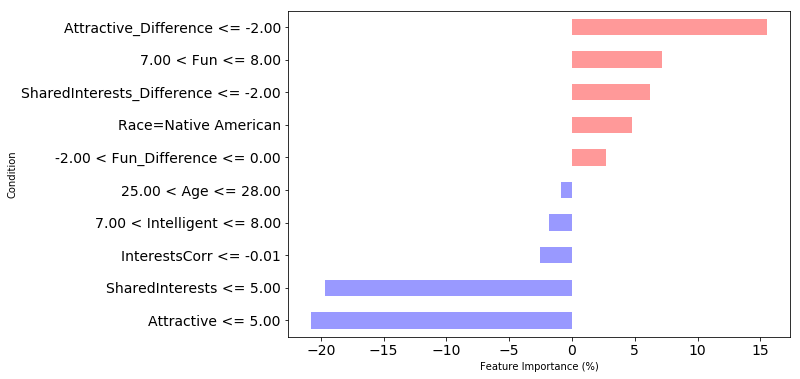 Attractive_Difference <= -2.00
7.00 < Fun <= 8.00
SharedInterests_Difference <= -2.00
Race=Native American
-2.00 < Fun_Difference <= 0.00
25.00 < Age <= 28.00
7.00 < Intelligent <= 8.00
InterestsCorr <= -0.01
SharedInterests <= 5.00
Attractive <= 5.00
Condition
−20 −15 −10 −5 0 5 10 15
Feature Importance (%)